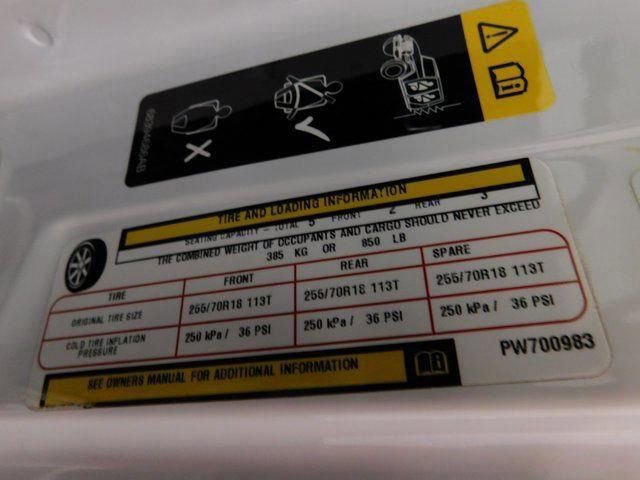 68294406AB
TIRE AND LOADING INFORMATION
SEATING CAPACITY - TOTAL 5 FRONT 2 REAR 3
THE COMBINED WEIGHT OF OCCUPANTS AND CARGO SHOULD NEVER EXCEED
385 KG OR 850 LB
TIRE FRONT REAR SPARE
ORIGINAL TIRE SIZE 255/70R18 113T 255/70R18 113T 255/70R18 113T
COLD TIRE INFLATION PRESSURE 250 kPa / 36 PSI 250 kPa / 36 PSI 250 kPa / 36 PSI
SEE OWNERS MANUAL FOR ADDITIONAL INFORMATION
PW700983